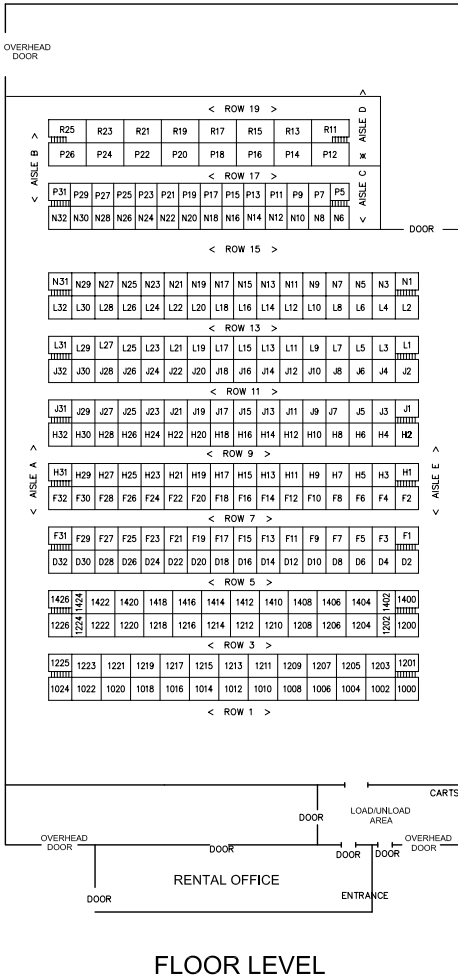 OVERHEAD
DOOR
< ROW 19 >
AISLE D >
R25 R23 R21 R19 R17 R15 R13 R11
< AISLE B >
P26 P24 P22 P20 P18 P16 P14 P12
< ROW 17 >
< AISLE C
P31 P29 P27 P25 P23 P21 P19 P17 P15 P13 P11 P9 P7 P5
N32 N30 N28 N26 N24 N22 N20 N18 N16 N14 N12 N10 N8 N6
DOOR
< ROW 15 >
N31 N29 N27 N25 N23 N21 N19 N17 N15 N13 N11 N9 N7 N5 N3 N1
L32 L30 L28 L26 L24 L22 L20 L18 L16 L14 L12 L10 L8 L6 L4 L2
< ROW 13 >
L31 L29 L27 L25 L23 L21 L19 L17 L15 L13 L11 L9 L7 L5 L3 L1
J32 J30 J28 J26 J24 J22 J20 J18 J16 J14 J12 J10 J8 J6 J4 J2
< ROW 11 >
J31 J29 J27 J25 J23 J21 J19 J17 J15 J13 J11 J9 J7 J5 J3 J1
H32 H30 H28 H26 H24 H22 H20 H18 H16 H14 H12 H10 H8 H6 H4 H2
< ROW 9 >
< AISLE A >
< AISLE E >
H31 H29 H27 H25 H23 H21 H19 H17 H15 H13 H11 H9 H7 H5 H3 H1
F32 F30 F28 F26 F24 F22 F20 F18 F16 F14 F12 F10 F8 F6 F4 F2
< ROW 7 >
F31 F29 F27 F25 F23 F21 F19 F17 F15 F13 F11 F9 F7 F5 F3 F1
D32 D30 D28 D26 D24 D22 D20 D18 D16 D14 D12 D10 D8 D6 D4 D2
< ROW 5 >
1426 1424 1422 1420 1418 1416 1414 1412 1410 1408 1406 1404 1402 1400
1226 1224 1222 1220 1218 1216 1214 1212 1210 1208 1206 1204 1202 1200
< ROW 3 >
1225 1223 1221 1219 1217 1215 1213 1211 1209 1207 1205 1203 1201
1024 1022 1020 1018 1016 1014 1012 1010 1008 1006 1004 1002 1000
< ROW 1 >
CARTS
LOAD/UNLOAD
AREA
DOOR
OVERHEAD
DOOR
DOOR
DOOR
DOOR
OVERHEAD
DOOR
RENTAL OFFICE
DOOR
ENTRANCE
FLOOR LEVEL